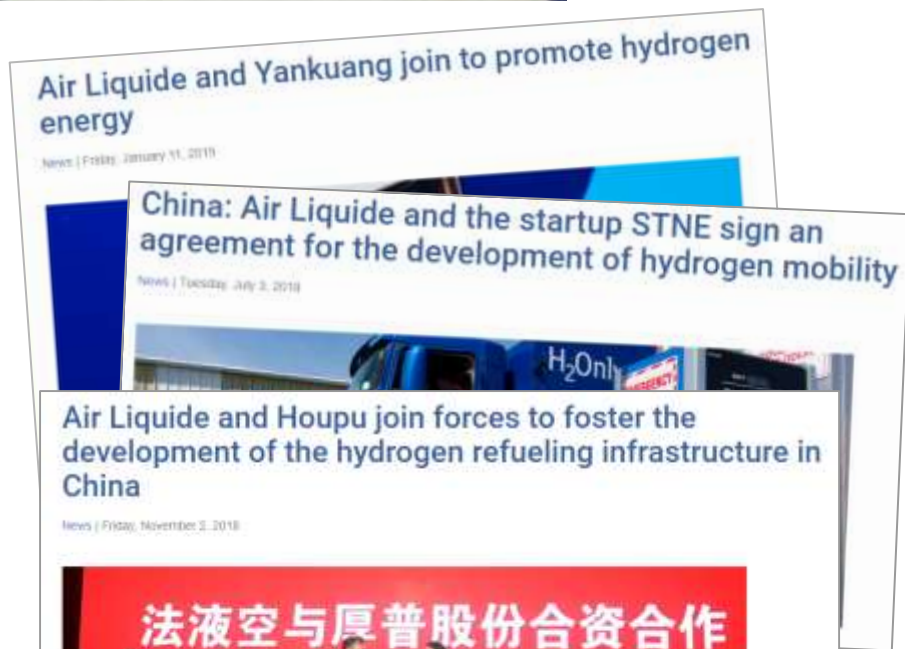 Air Liquide and Yankuang join to promote hydrogen
energy
News | Friday, January 11, 2019
China: Air Liquide and the startup STNE sign an
agreement for the development of hydrogen mobility
News | Tuesday, July 3, 2018
H₂Only
Air Liquide and Houpu join forces to foster the
development of the hydrogen refueling infrastructure in
China
News | Friday, November 2, 2018
法液空与厚普股份合资合作